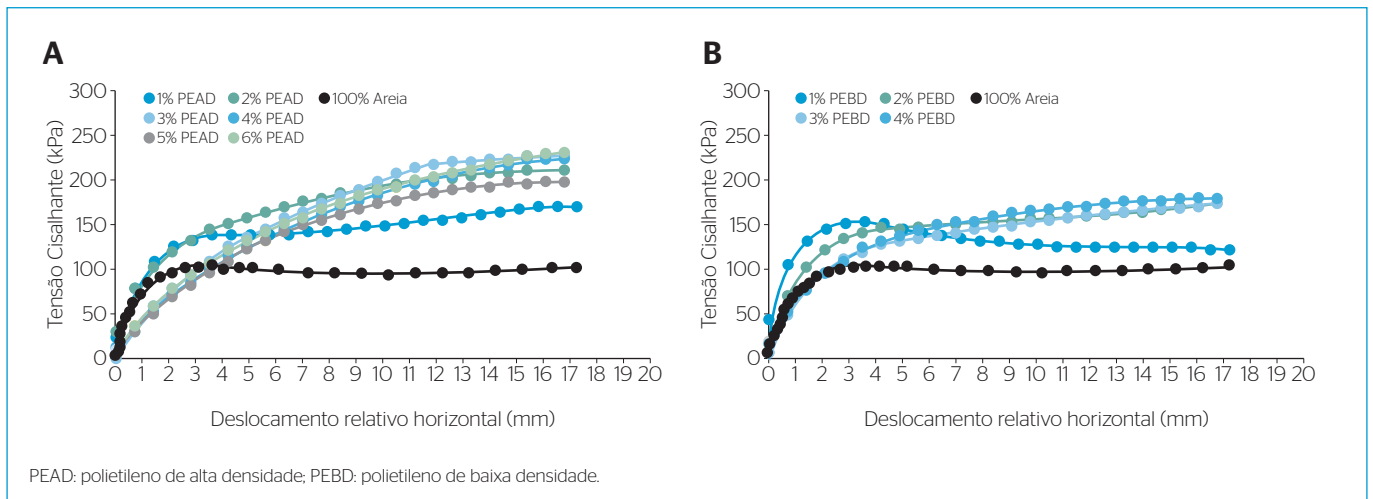 A
300
250
200
150
100
50
0
Tensão Cisalhante (kPa)
1% PEAD 2% PEAD 100% Areia
3% PEAD 4% PEAD
5% PEAD 6% PEAD
0 1 2 3 4 5 6 7 8 9 10 11 12 13 14 15 16 17 18 19 20
Deslocamento relativo horizontal (mm)
B
300
250
200
150
100
50
0
Tensão Cisalhante (kPa)
1% PEBD 2% PEBD 100% Areia
3% PEBD 4% PEBD
0 1 2 3 4 5 6 7 8 9 10 11 12 13 14 15 16 17 18 19 20
Deslocamento relativo horizontal (mm)
PEAD: polietileno de alta densidade; PEBD: polietileno de baixa densidade.